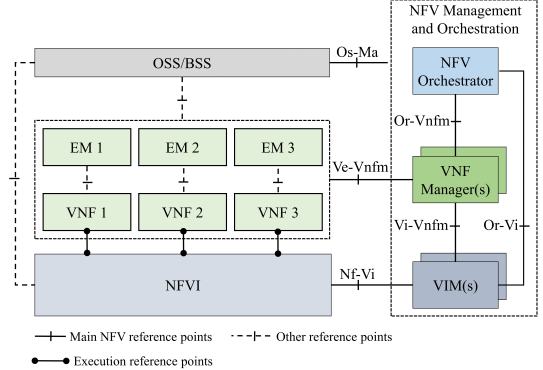 NFV Management
and Orchestration
OSS/BSS
Os-Ma
NFV
Orchestrator
Or-Vnfm
EM 1
EM 2
EM 3
Ve-Vnfm
VNF
Manager(s)
VNF 1
VNF 2
VNF 3
Vi-Vnfm
Or-Vi
NFVI
Nf-Vi
VIM(s)
Main NFV reference points
Other reference points
Execution reference points